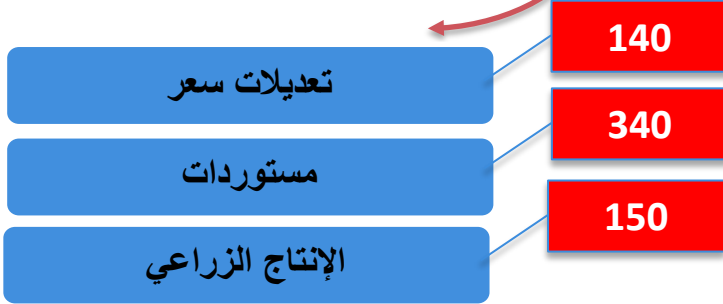 140
تعديلات سعر
340
مستوردات
150
الإنتاج الزراعي